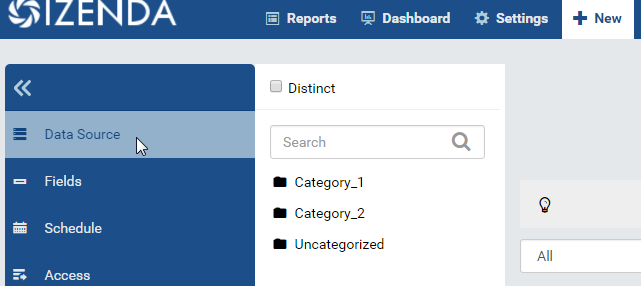 IZENDA
Reports Dashboard Settings + New
Distinct
Data Source
Search
Fields
Category_1
Category_2
Schedule
Uncategorized
All
Access